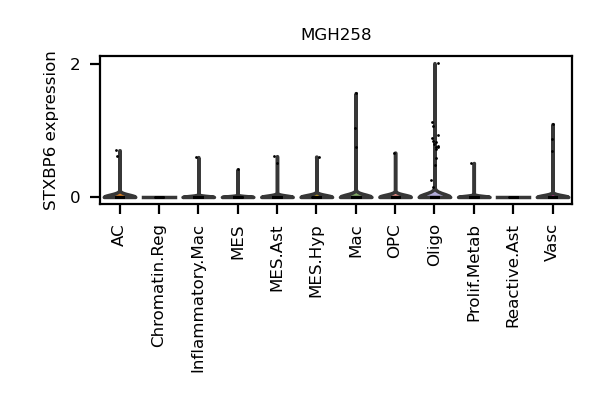 MGH258
STXBP6 expression
2
0
AC
Chromatin.Reg
Inflammatory.Mac
MES
MES.Ast
MES.Hyp
Mac
OPC
Oligo
Prolif.Metab
Reactive.Ast
Vasc